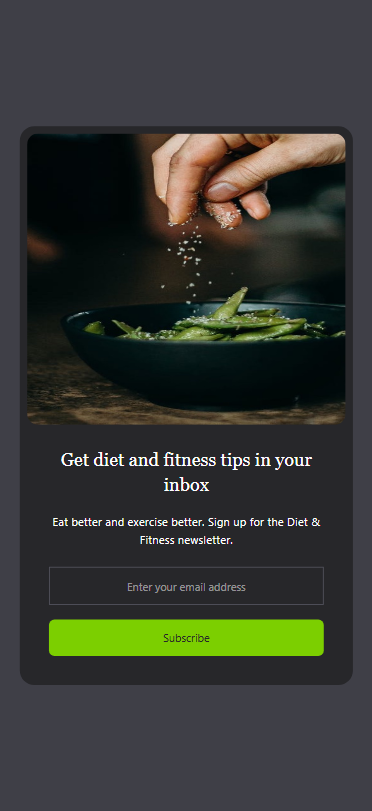 Get diet and fitness tips in your
inbox
Eat better and exercise better. Sign up for the Diet &
Fitness newsletter.
Enter your email address
Subscribe